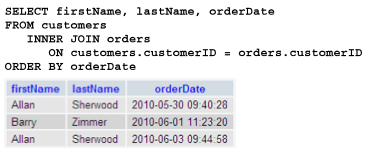 SELECT firstName, lastName, orderDate
FROM customers
INNER JOIN orders
ON customers.customerID = orders.customerID
ORDER BY orderDate
firstName lastName orderDate
Allan Sherwood 2010-05-30 09:40:28
Barry Zimmer 2010-06-01 11:23:20
Allan Sherwood 2010-06-03 09:44:58